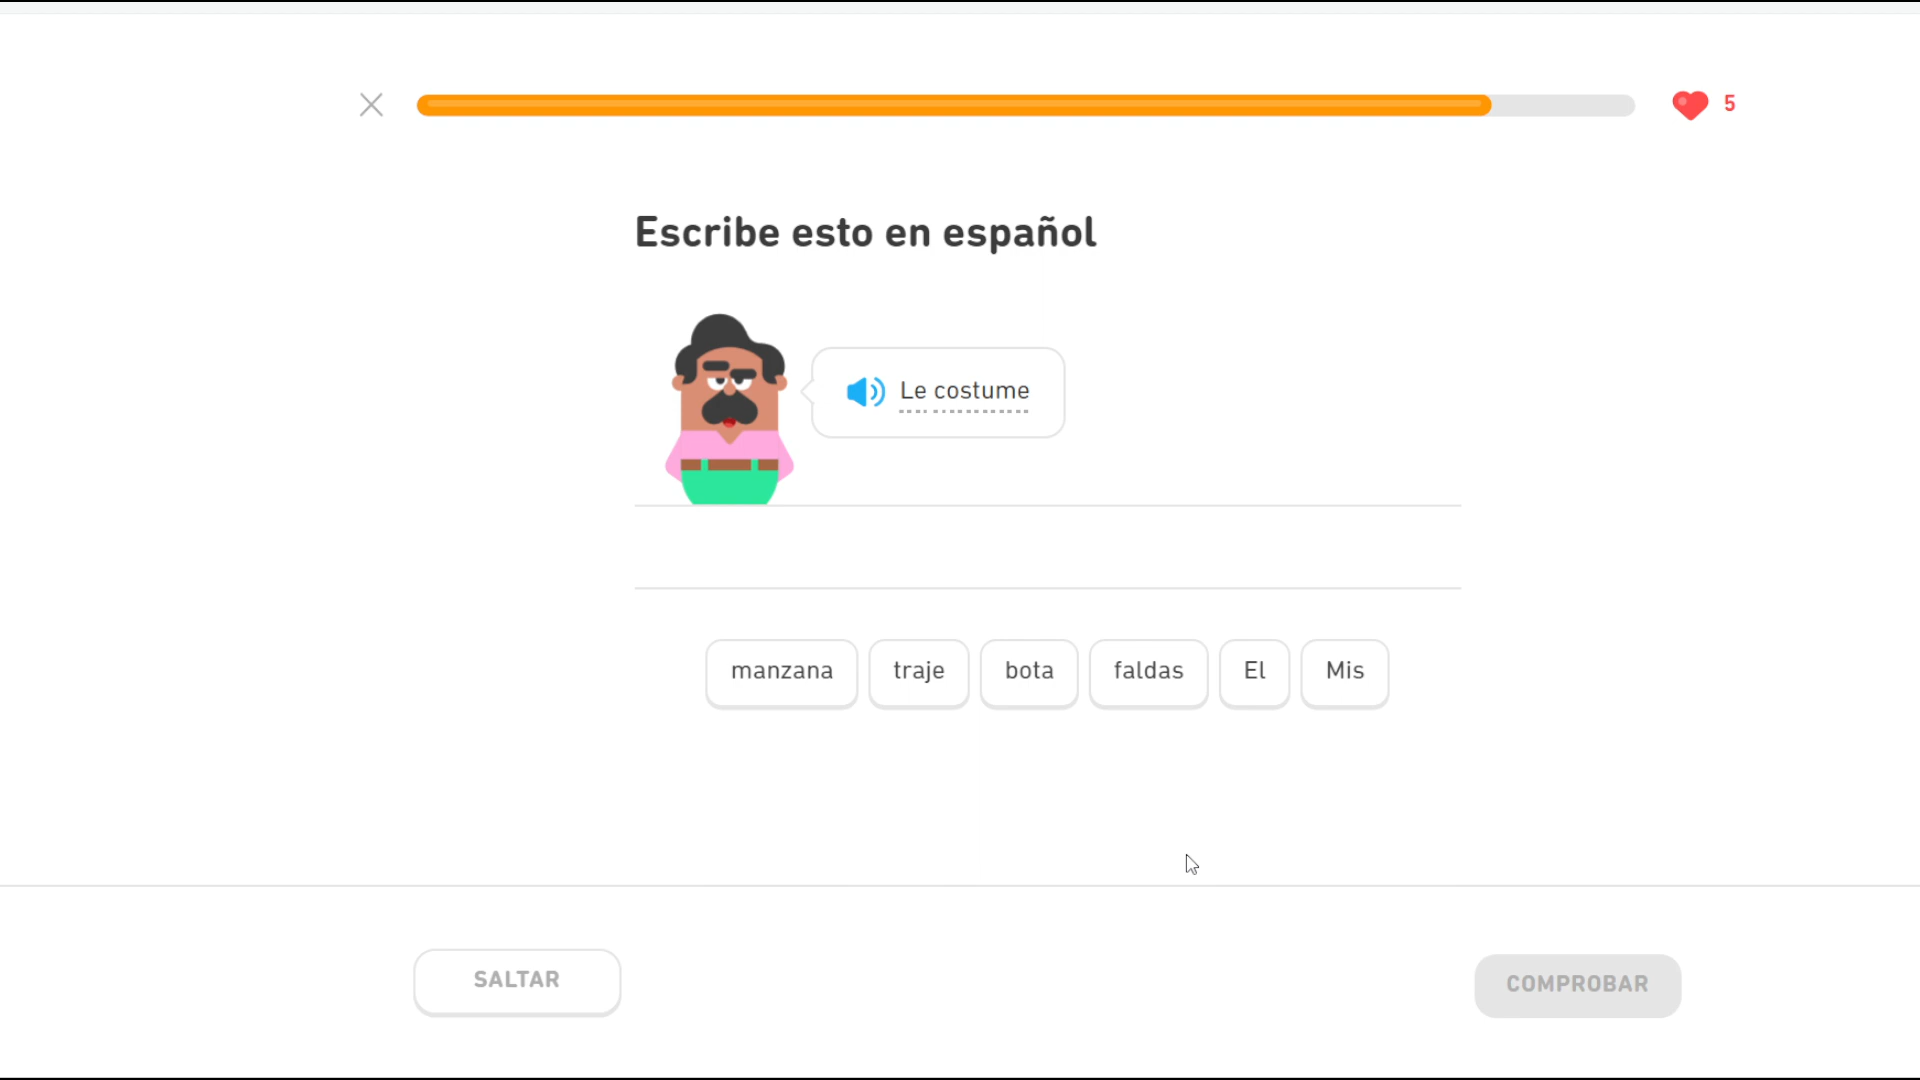 5
Escribe esto en español
Le costume
manzana traje bota faldas El Mis
SALTAR COMPROBAR